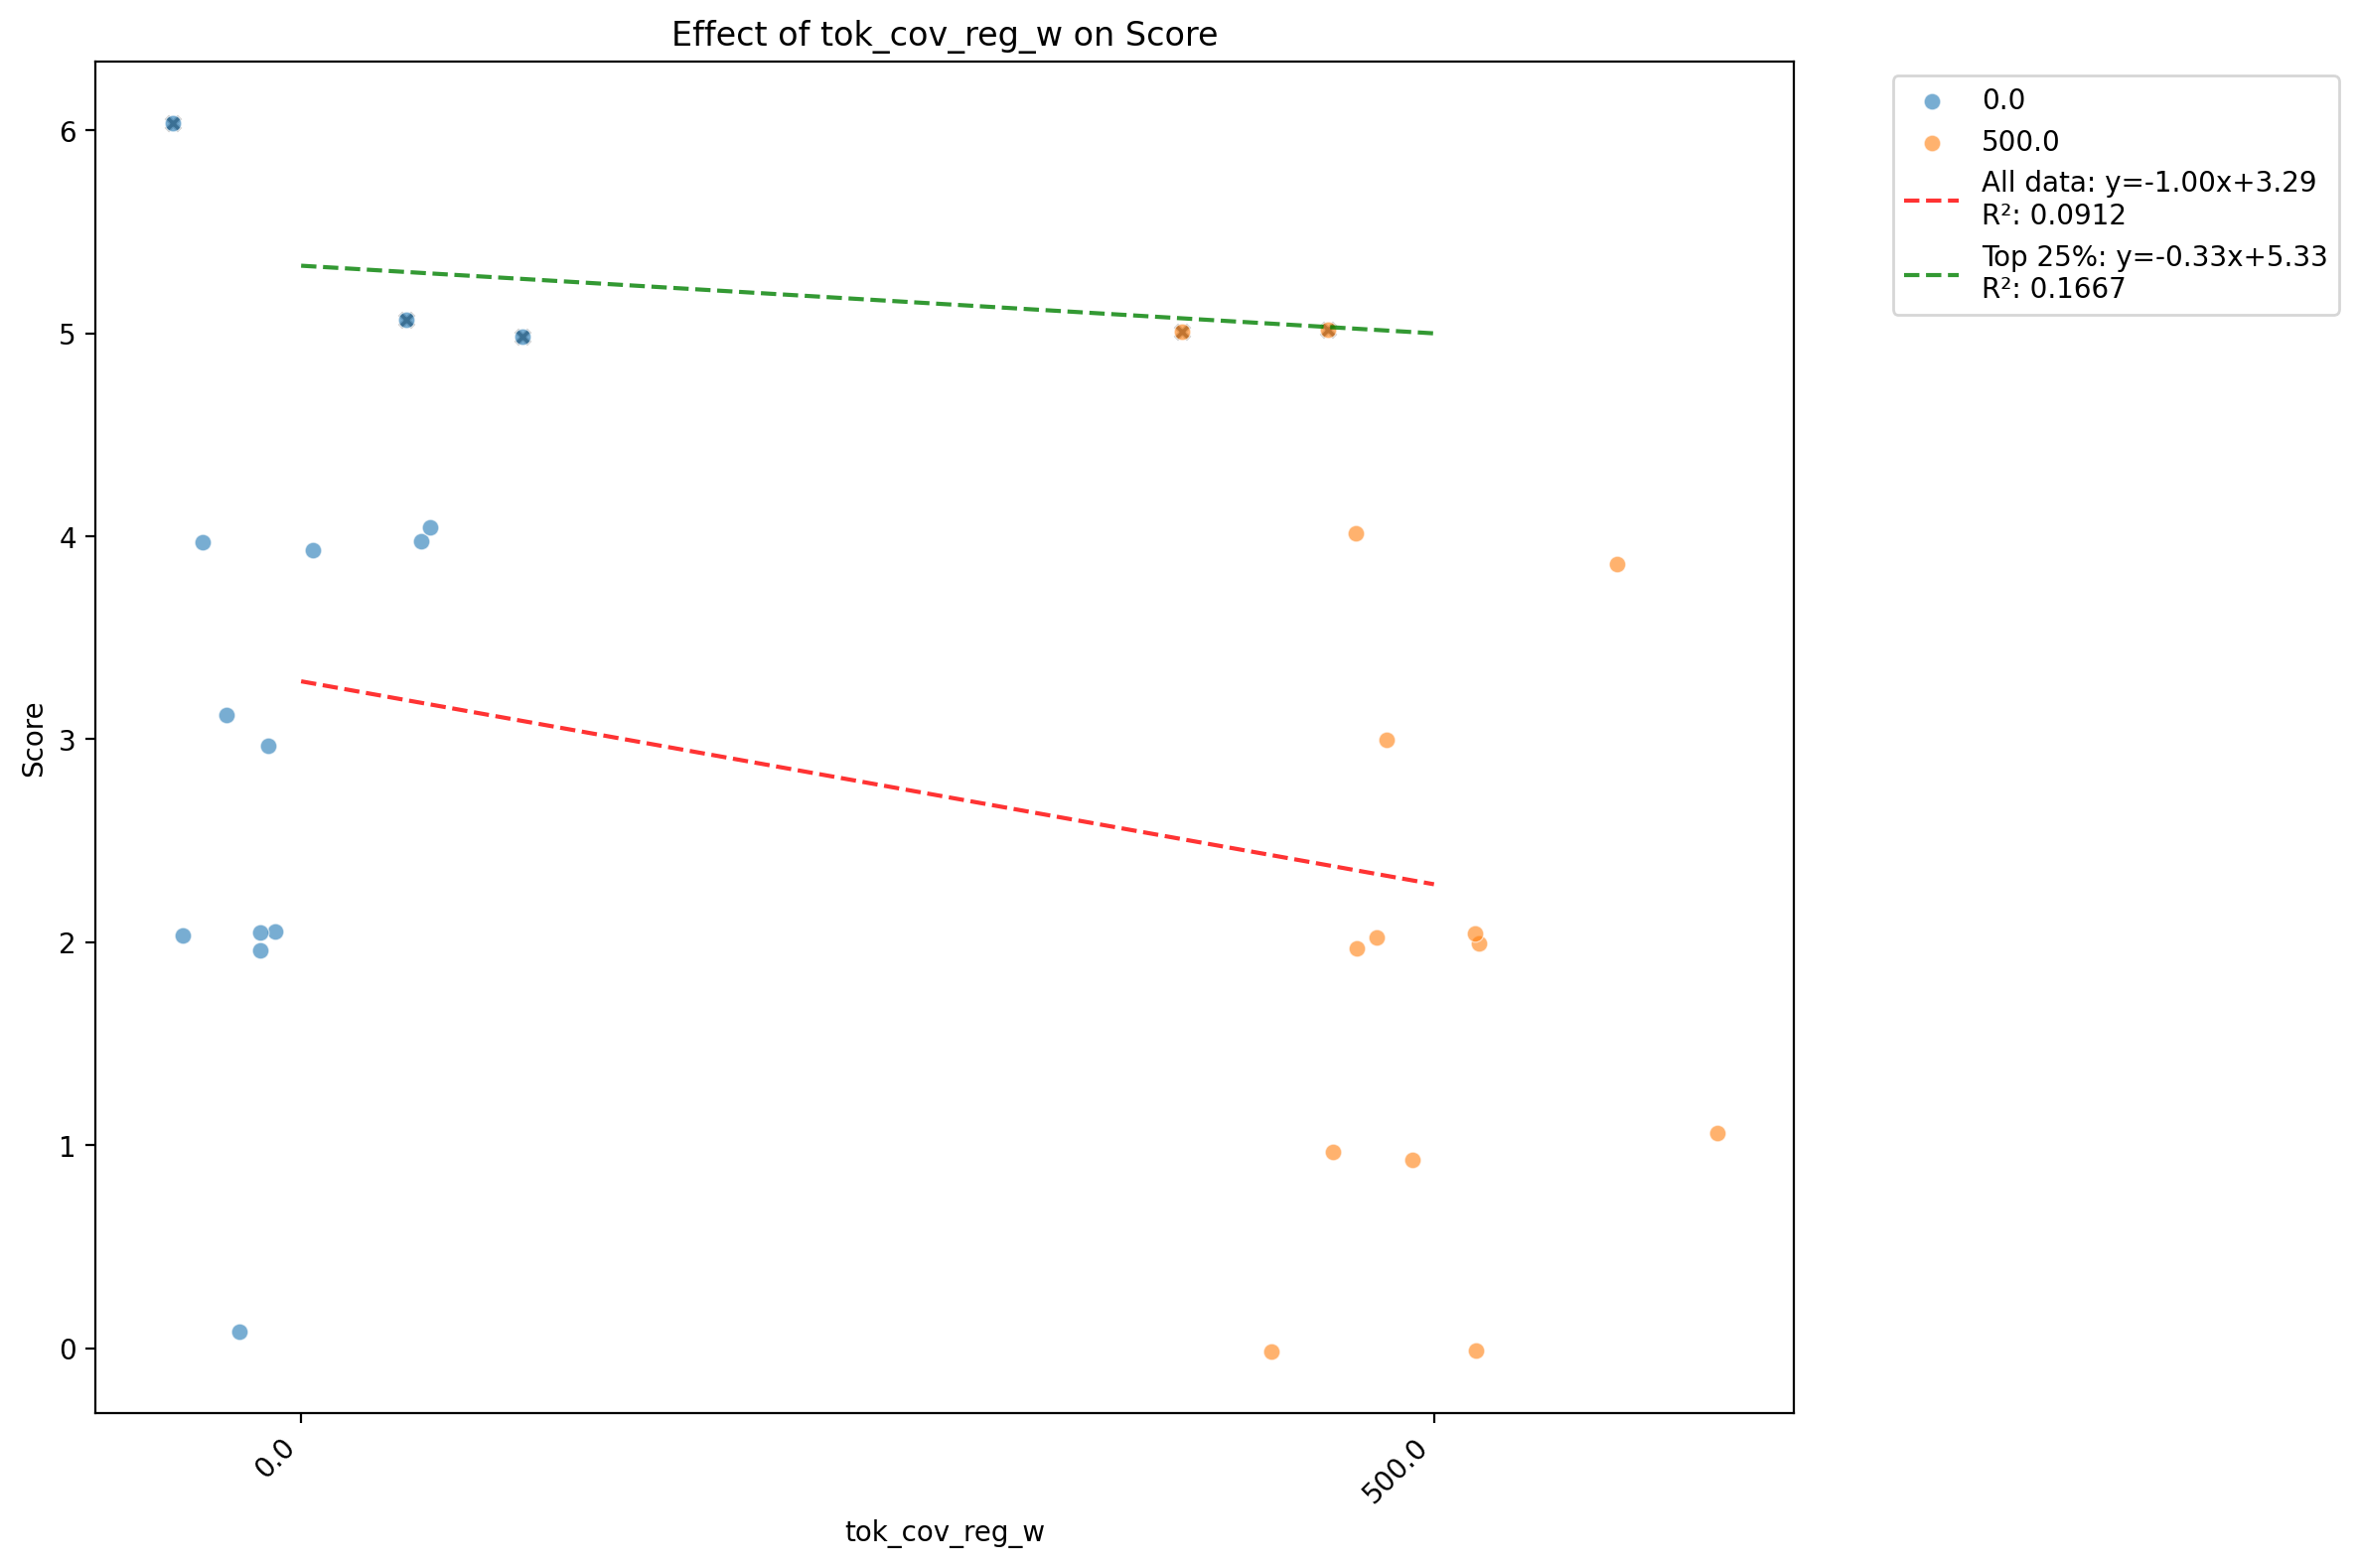 Effect of tok_cov_reg_w on Score
0.0
500.0
All data: y=-1.00x+3.29
R²: 0.0912
Top 25%: y=-0.33x+5.33
R²: 0.1667
Score
6
5
4
3
2
1
0
0.0
500.0
tok_cov_reg_w